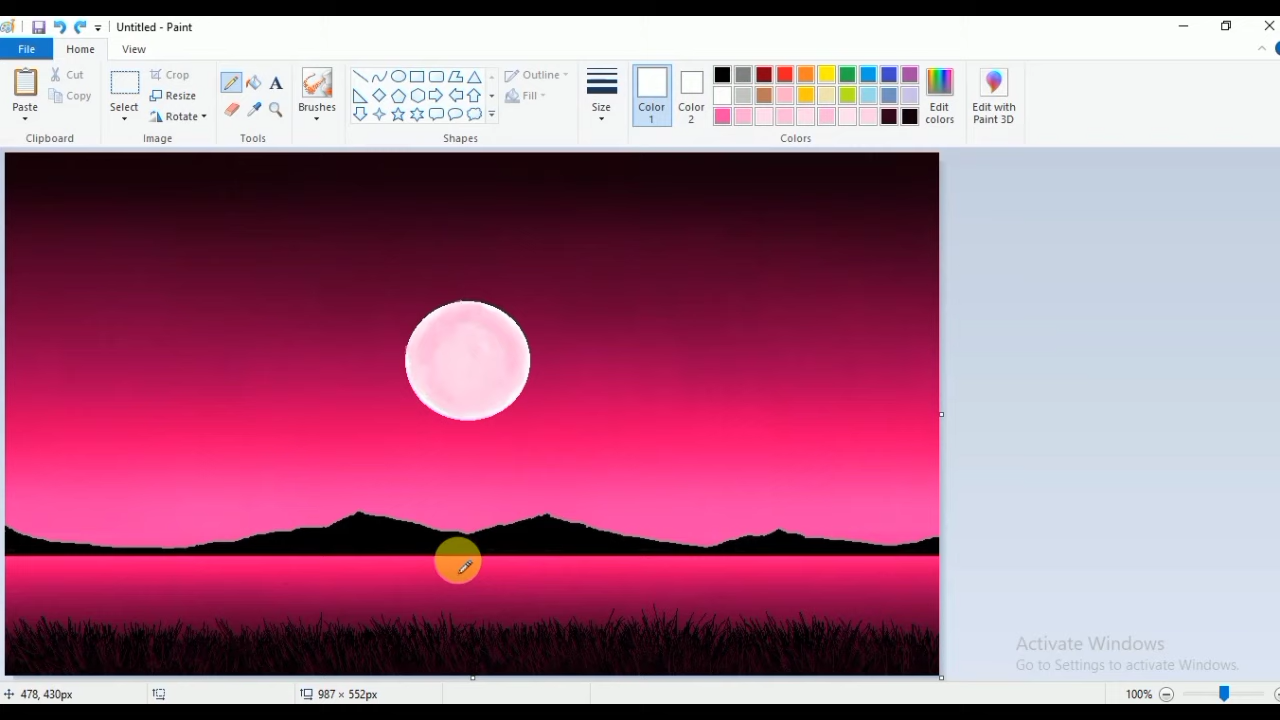 Untitled - Paint
File Home View
Paste Cut Copy Select Crop Resize Rotate A Brushes Outline Fill Size Color 1 Color 2 Edit colors Edit with Paint 3D
Clipboard Image Tools Shapes Colors
Activate Windows
Go to Settings to activate Windows.
478, 430px 987 × 552px 100%